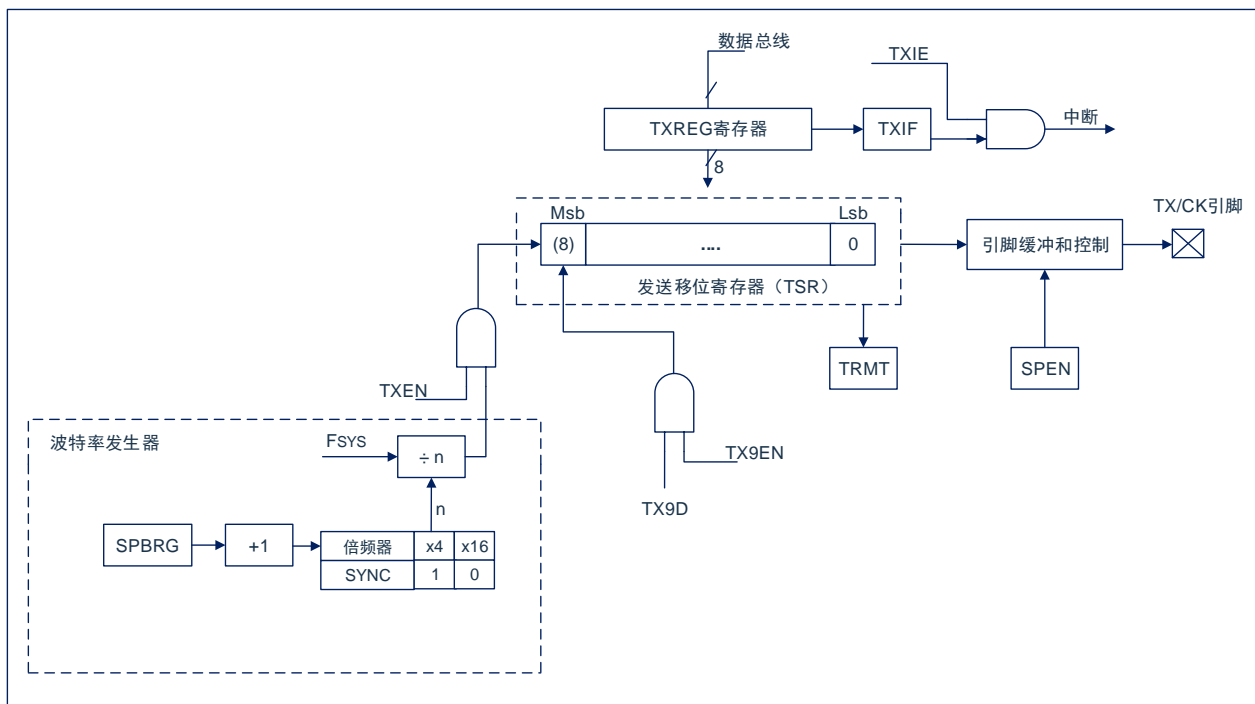 数据总线
TXIE
TXREG寄存器
TXIF
中断
8
Msb
Lsb
TX/CK引脚
(8)
....
0
引脚缓冲和控制
发送移位寄存器（TSR）
TRMT
SPEN
TXEN
波特率发生器
FSYS
÷ n
TX9EN
n
TX9D
SPBRG
+1
倍频器 x4 x16
SYNC 1 0